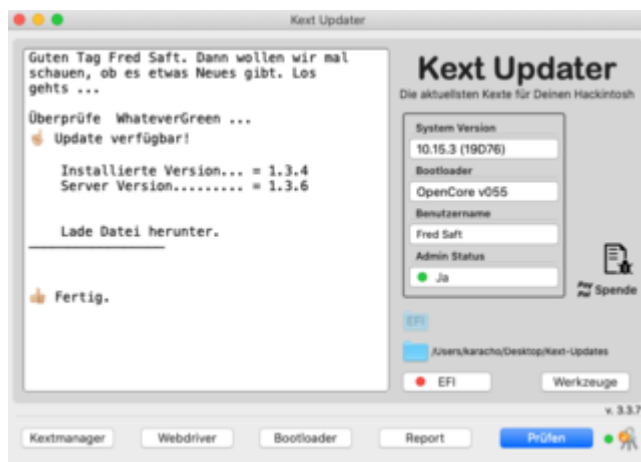 Kext Updater
Guten Tag Fred Saft. Dann wollen wir mal
schauen, ob es etwas Neues gibt. Los
gehts ...
Überprüfe WhateverGreen ...
Update verfügbar!
Installierte Version... = 1.3.4
Server Version......... = 1.3.6
Lade Datei herunter.
Fertig.
Kext Updater
Die aktuellsten Kexte für Deinen Hackintosh
System Version
10.15.3 (19D76)
Bootloader
OpenCore v055
Benutzername
Fred Saft
Admin Status
Ja
Pay
Pal
Spende
EFI
/Users/karacho/Desktop/Kext-Updates
EFI
Werkzeuge
v. 3.3.7
Kextmanager
Webdriver
Bootloader
Report
Prüfen